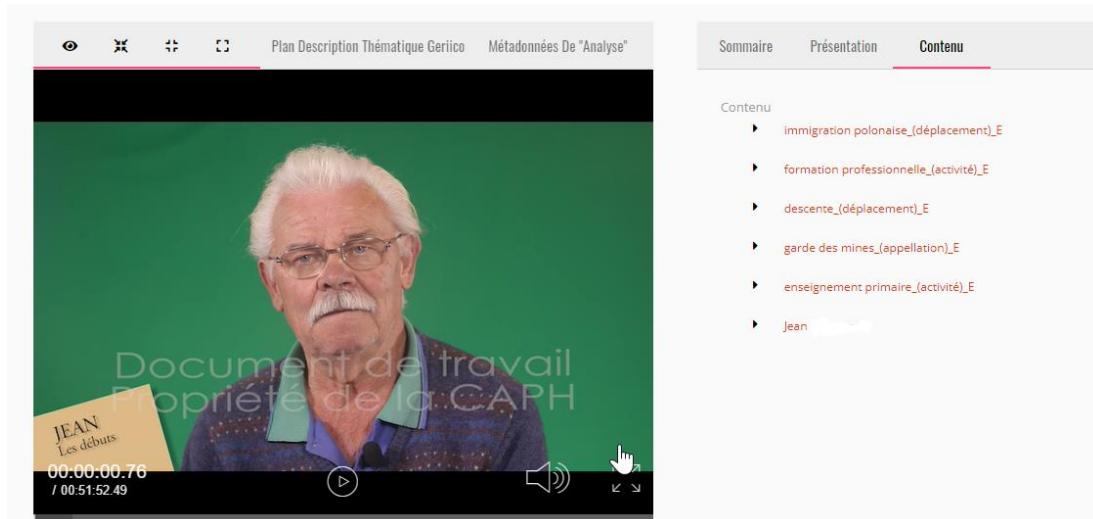 Plan Description Thématique Geriico
Métadonnées De "Analyse"
Document de travail
Propriété de la CAPH
JEAN
Les débuts
00:00:00.76
/ 00:51:52.49
Sommaire
Présentation
Contenu
Contenu
immigration polonaise_(déplacement)_E
formation professionnelle_(activité)_E
descente_(déplacement)_E
garde des mines_(appellation)_E
enseignement primaire_(activité)_E
Jean